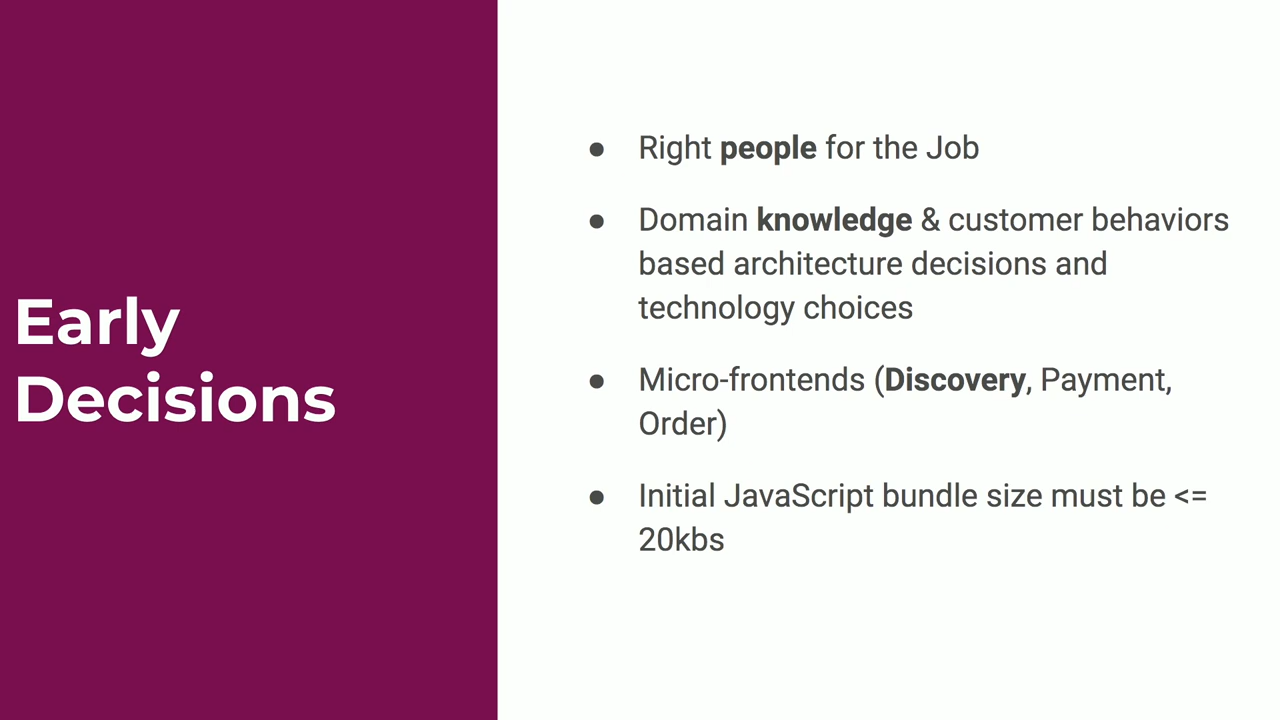 Early
Decisions
● Right people for the Job
● Domain knowledge & customer behaviors
based architecture decisions and
technology choices
● Micro-frontends (Discovery, Payment,
Order)
● Initial JavaScript bundle size must be <=
20kbs